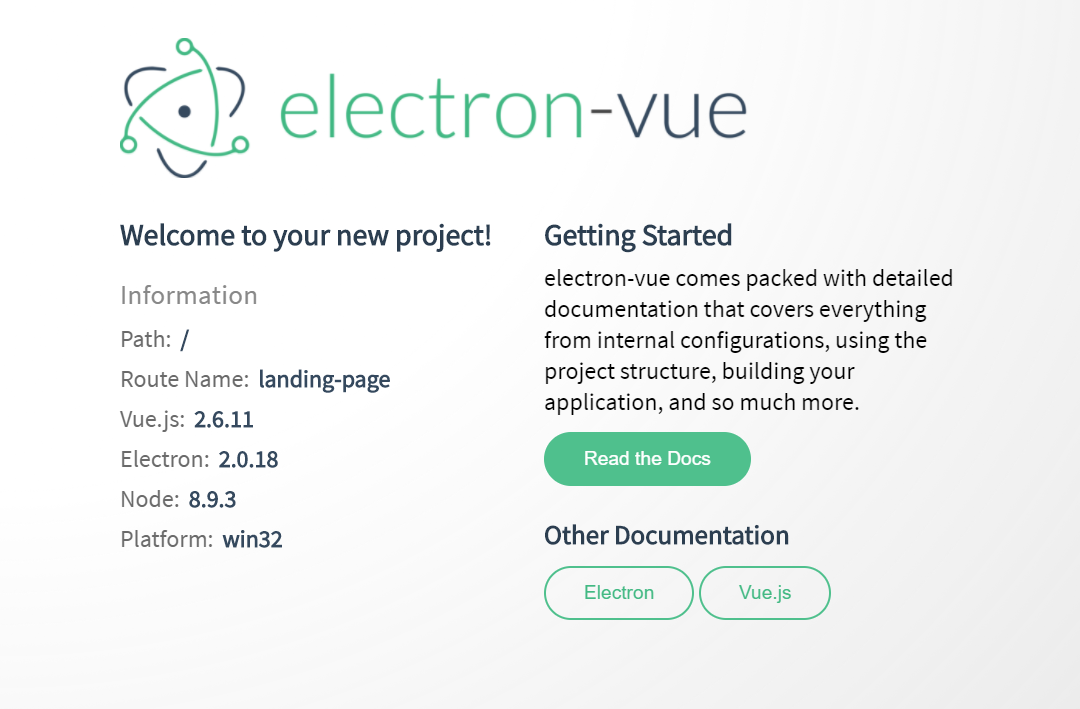 electron-vue
Welcome to your new project!
Information
Path: /
Route Name: landing-page
Vue.js: 2.6.11
Electron: 2.0.18
Node: 8.9.3
Platform: win32
Getting Started
electron-vue comes packed with detailed
documentation that covers everything
from internal configurations, using the
project structure, building your
application, and so much more.
Read the Docs
Other Documentation
Electron
Vue.js